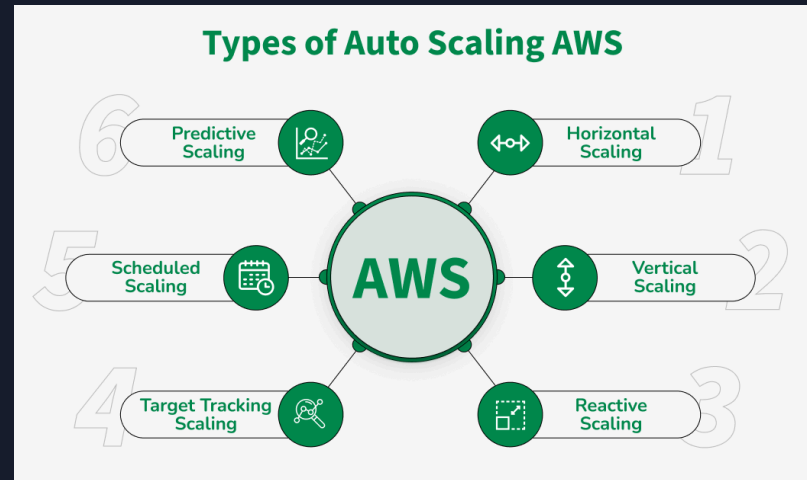 Types of Auto Scaling AWS
6
Predictive
Scaling
Horizontal
Scaling
1
5
Scheduled
Scaling
AWS
Vertical
Scaling
2
4
Target Tracking
Scaling
Reactive
Scaling
3